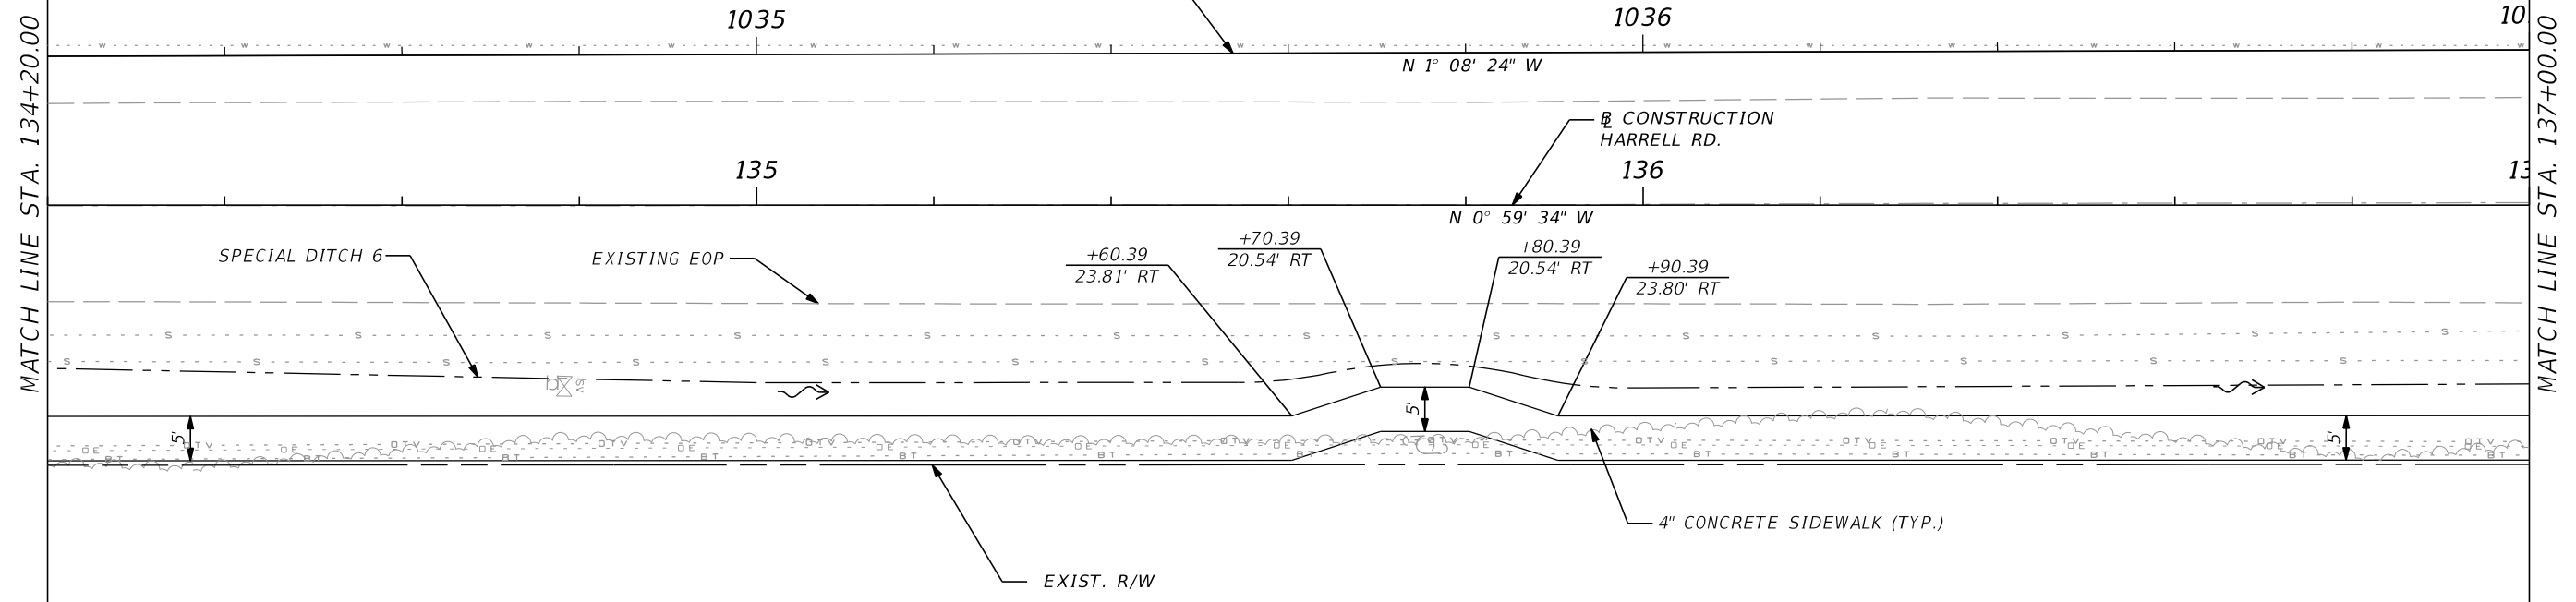 1035
1036
10
N 1° 08' 24" W
MATCH LINE STA. 134+20.00
MATCH LINE STA. 137+00.00
B CONSTRUCTION
HARRELL RD.
135
136
13
N 0° 59' 34" W
SPECIAL DITCH 6
EXISTING EOP
+60.39
23.81' RT
+70.39
20.54' RT
+80.39
20.54' RT
+90.39
23.80' RT
SV
5'
5'
5'
4" CONCRETE SIDEWALK (TYP.)
EXIST. R/W